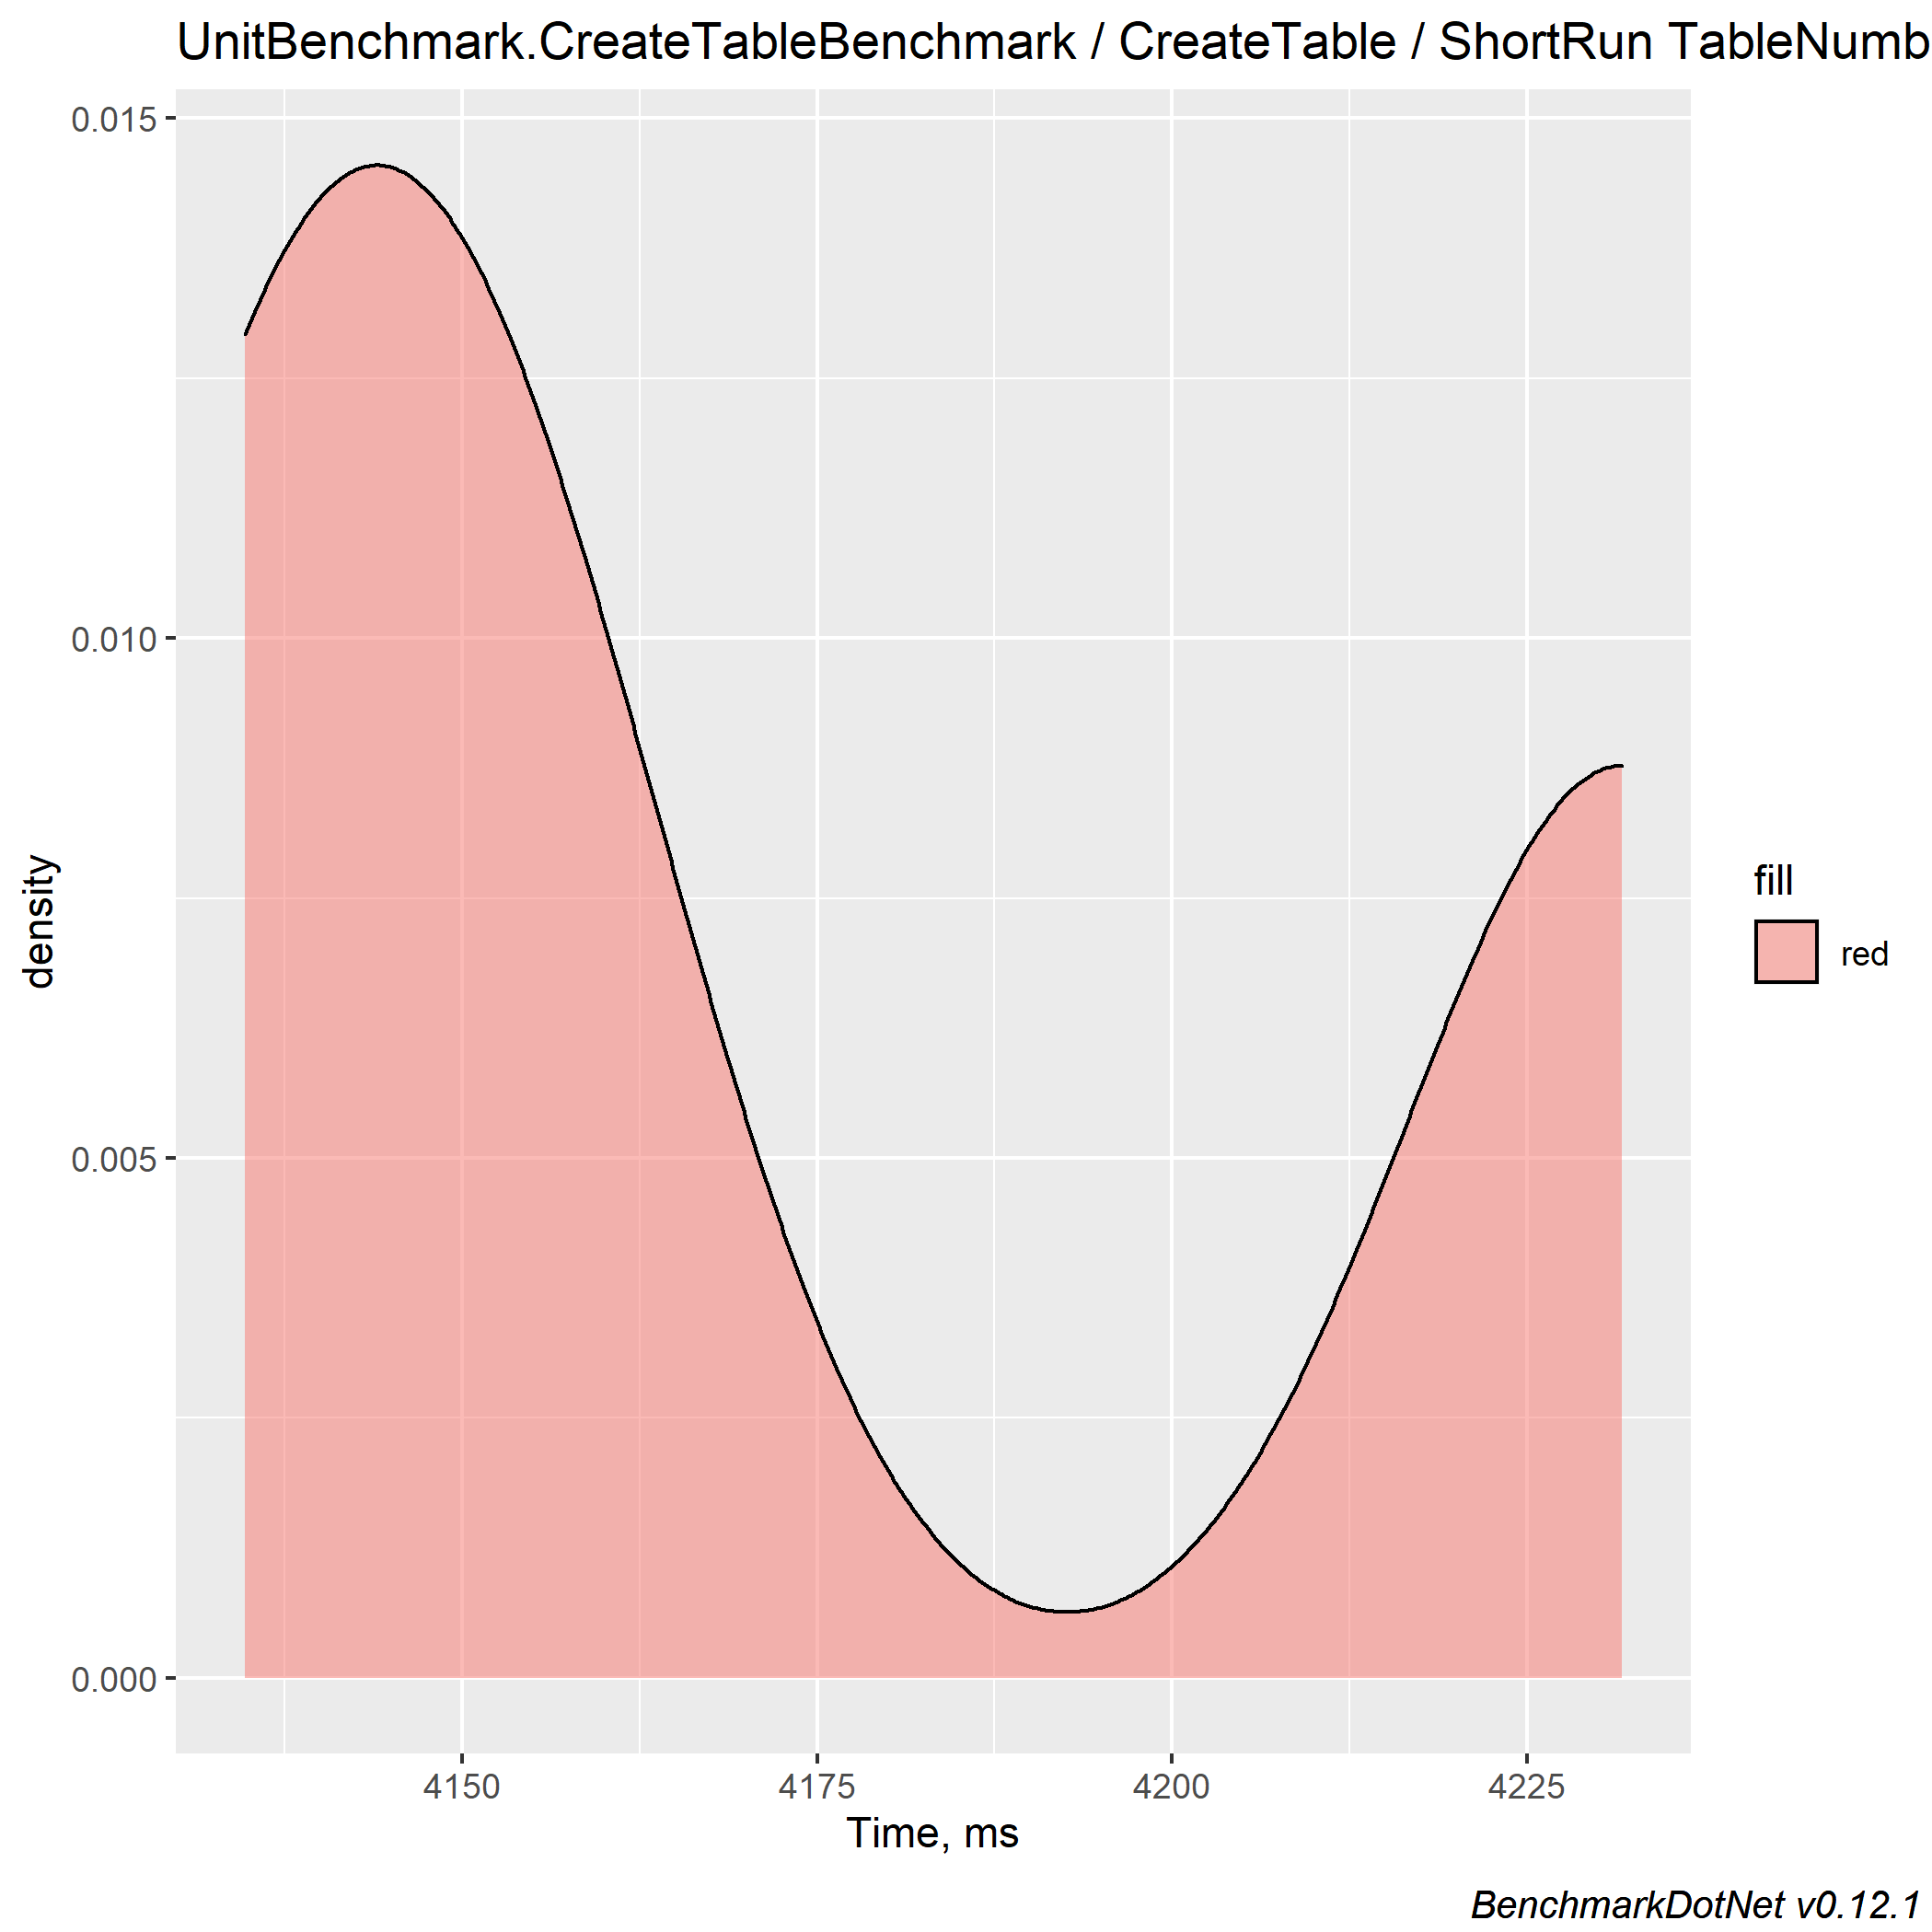 UnitBenchmark.CreateTableBenchmark / CreateTable / ShortRun TableNumb
0.015
0.010
0.005
0.000
density
4150 4175 4200 4225
Time, ms
fill
red
BenchmarkDotNet v0.12.1